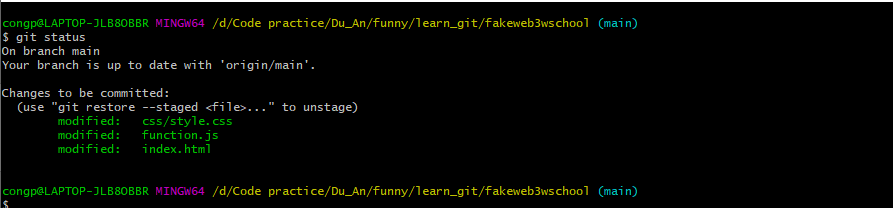 congp@LAPTOP-JLB8OBBR MINGW64 /d/Code practice/Du_An/funny/learn_git/fakeweb3wschool (main)
$ git status
On branch main
Your branch is up to date with 'origin/main'.
Changes to be committed:
  (use "git restore --staged <file>..." to unstage)
        modified:   css/style.css
        modified:   function.js
        modified:   index.html
congp@LAPTOP-JLB8OBBR MINGW64 /d/Code practice/Du_An/funny/learn_git/fakeweb3wschool (main)
$